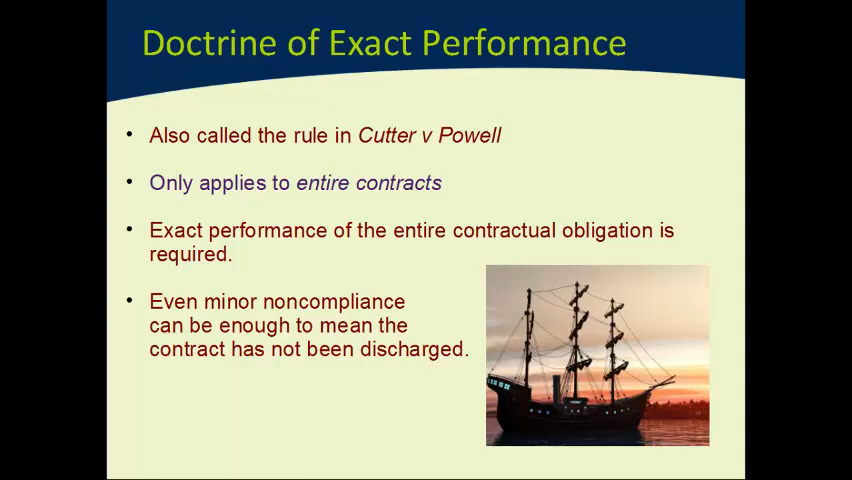 Doctrine of Exact Performance
• Also called the rule in Cutter v Powell
• Only applies to entire contracts
• Exact performance of the entire contractual obligation is
required.
• Even minor noncompliance
can be enough to mean the
contract has not been discharged.